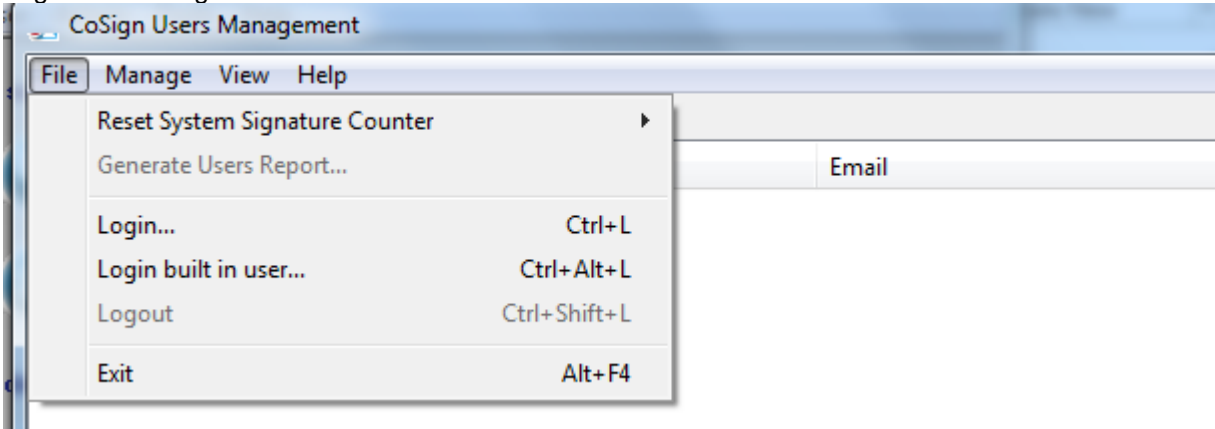 CoSign Users Management
File Manage View Help
Reset System Signature Counter
Generate Users Report...
Email
Login... Ctrl+L
Login built in user... Ctrl+Alt+L
Logout Ctrl+Shift+L
Exit Alt+F4